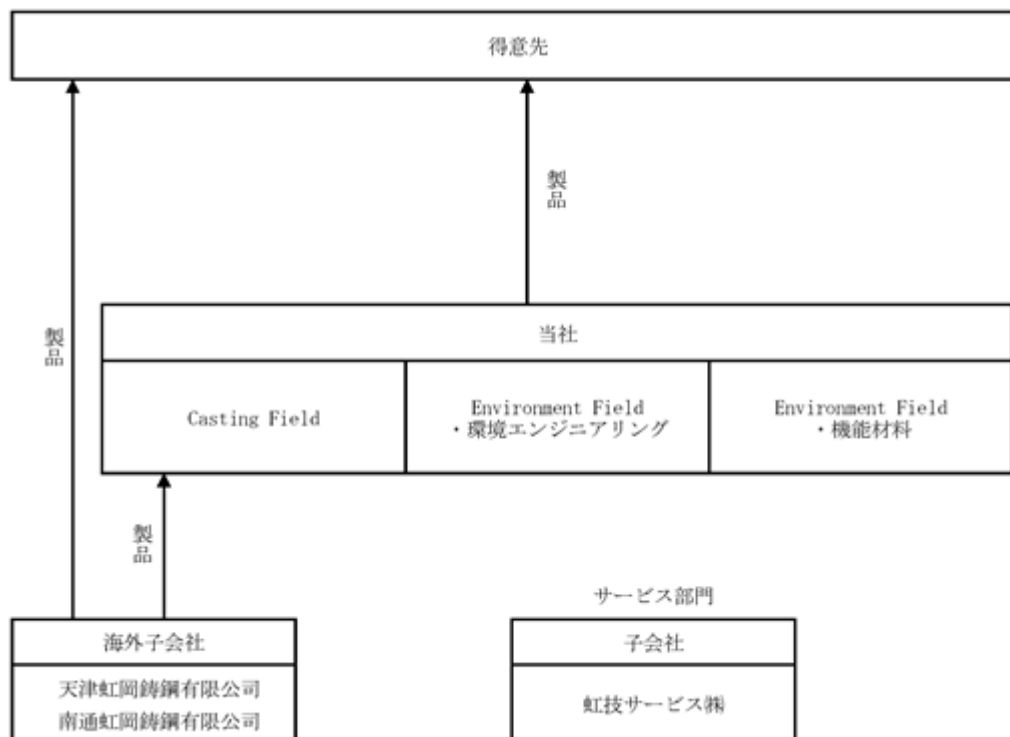 得意先
製品
製品
当社
Casting Field
Environment Field
・環境エンジニアリング
Environment Field
・機能材料
製品
サービス部門
海外子会社
天津虹岡鋳鋼有限公司
南通虹岡鋳鋼有限公司
子会社
虹技サービス㈱